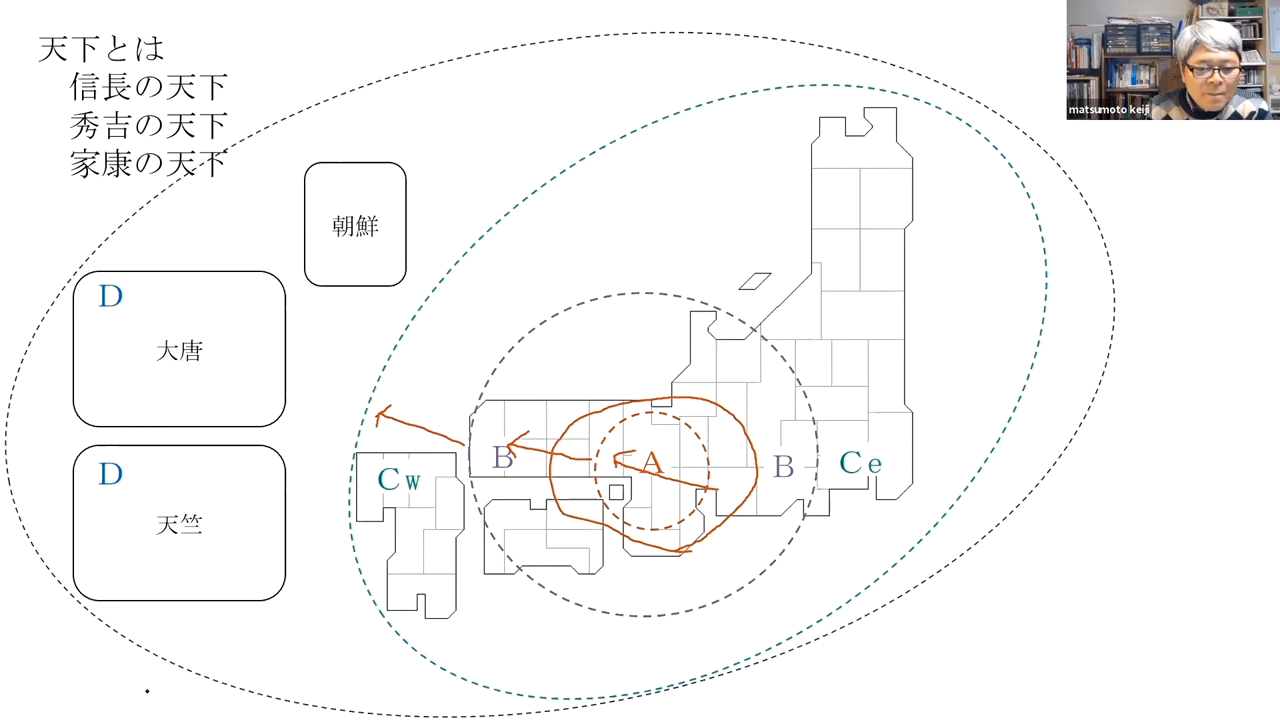 天下とは
信長の天下
秀吉の天下
家康の天下
matsumoto keiji
朝鮮
D
大唐
D
天竺
A
B
B
Cw
Ce